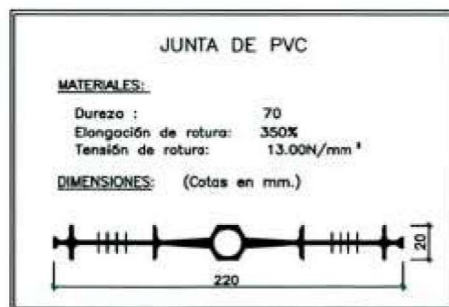 JUNTA DE PVC
MATERIALES:
Dureza : 70
Elongación de rotura: 350%
Tensión de rotura: 13.00N/mm²
DIMENSIONES: (Cotas en mm.)
20
220